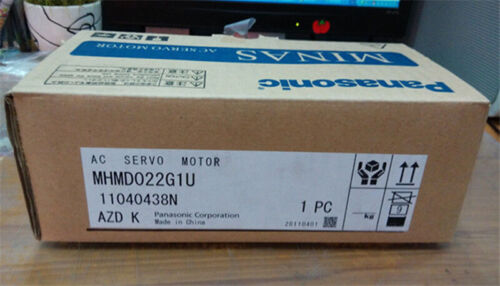 MINAS
AC SERVO MOTOR
Panasonic
AC SERVO MOTOR
MHMD022G1U
11040438N
AZD K
Panasonic Corporation
Made in China
1 PC
20110401
kg
9